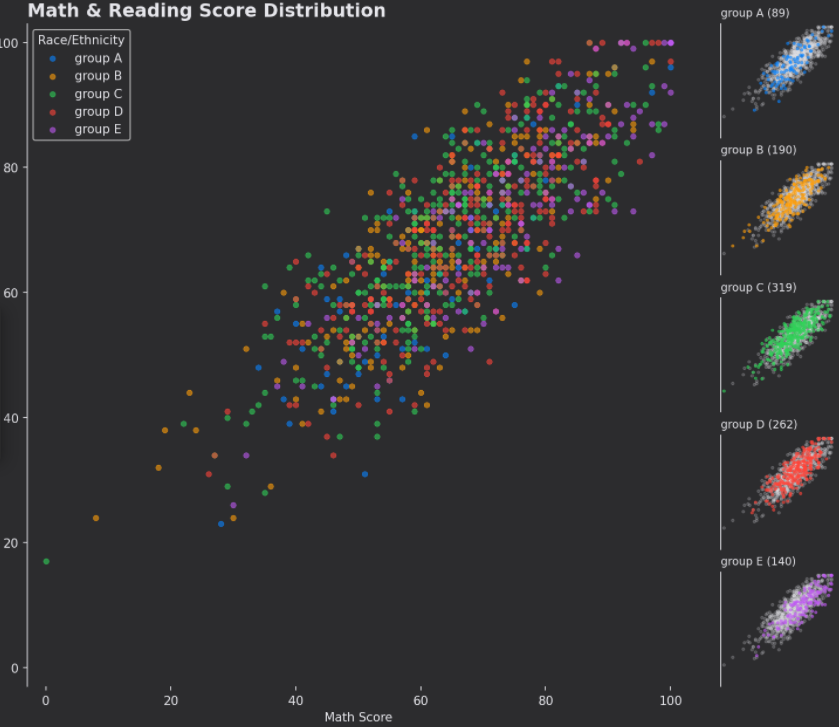 Math & Reading Score Distribution
Race/Ethnicity
group A
group B
group C
group D
group E
100
80
60
40
20
0
0 20 40 60 80 100
Math Score
group A (89)
group B (190)
group C (319)
group D (262)
group E (140)